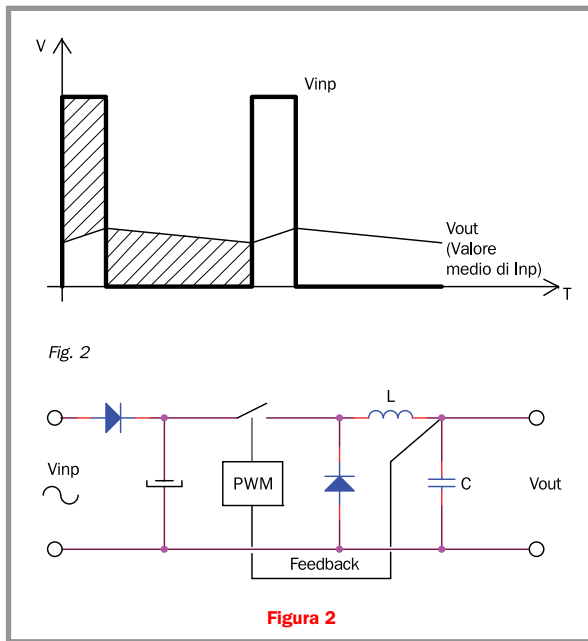 V
Vinp
Vout
(Valore
medio di Inp)
T
Fig. 2
L
Vinp
PWM
C
Vout
Feedback
Figura 2